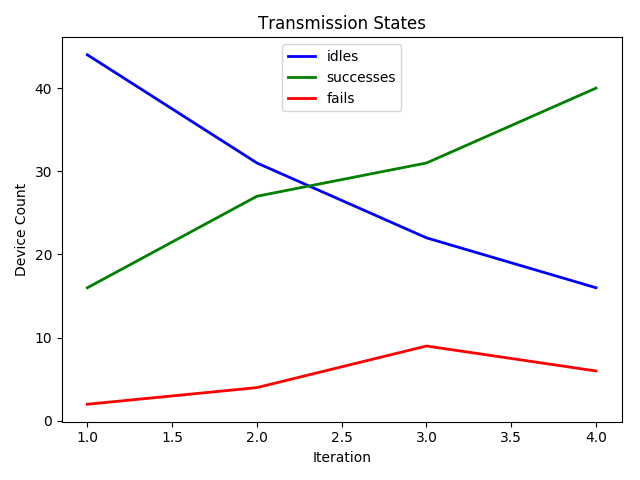 Transmission States
idles
successes
fails
Device Count
40
30
20
10
0
1.0 1.5 2.0 2.5 3.0 3.5 4.0
Iteration